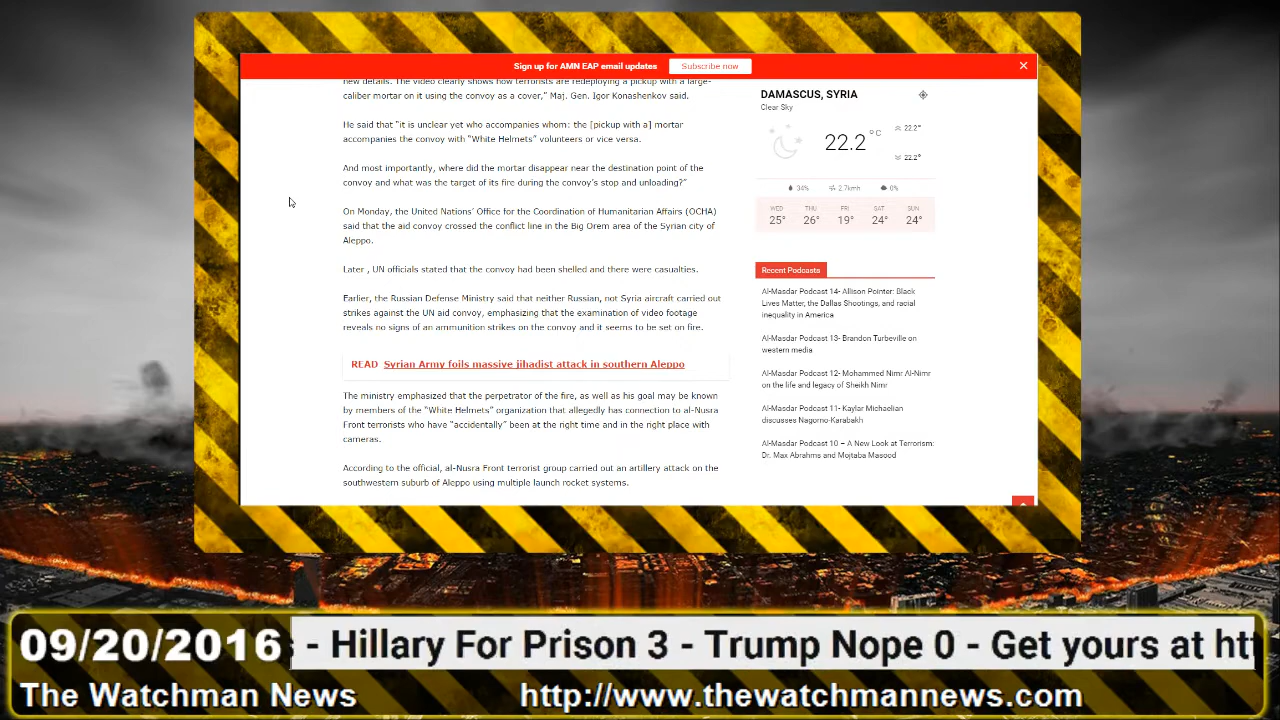 Sign up for AMN EAP email updates Subscribe now
new details. The video clearly shows how terrorists are redeploying a pickup with a large-
caliber mortar on it using the convoy as a cover," Maj. Gen. Igor Konashenkov said.
He said that "it is unclear yet who accompanies whom: the [pickup with a] mortar
accompanies the convoy with "White Helmets" volunteers or vice versa.
And most importantly, where did the mortar disappear near the destination point of the
convoy and what was the target of its fire during the convoy's stop and unloading?"
On Monday, the United Nations' Office for the Coordination of Humanitarian Affairs (OCHA)
said that the aid convoy crossed the conflict line in the Big Orem area of the Syrian city of
Aleppo.
Later , UN officials stated that the convoy had been shelled and there were casualties.
Earlier, the Russian Defense Ministry said that neither Russian, not Syria aircraft carried out
strikes against the UN aid convoy, emphasizing that the examination of video footage
reveals no signs of an ammunition strikes on the convoy and it seems to be set on fire.
READ Syrian Army foils massive jihadist attack in southern Aleppo
The ministry emphasized that the perpetrator of the fire, as well as his goal may be known
by members of the "White Helmets" organization that allegedly has connection to al-Nusra
Front terrorists who have "accidentally" been at the right time and in the right place with
cameras.
According to the official, al-Nusra Front terrorist group carried out an artillery attack on the
southwestern suburb of Aleppo using multiple launch rocket systems.
DAMASCUS, SYRIA
Clear Sky
22.2 °C
22.2°
22.2°
34% 2.7kmh 0%
WED THU FRI SAT SUN
25° 26° 19° 24° 24°
Recent Podcasts
Al-Masdar Podcast 14- Allison Pointer: Black
Lives Matter, the Dallas Shootings, and racial
inequality in America
Al-Masdar Podcast 13- Brandon Turbeville on
western media
Al-Masdar Podcast 12- Mohammed Nimr Al-Nimr
on the life and legacy of Sheikh Nimr
Al-Masdar Podcast 11- Kaylar Michaelian
discusses Nagorno-Karabakh
Al-Masdar Podcast 10 – A New Look at Terrorism:
Dr. Max Abrahms and Mojtaba Masood
09/20/2016 - Hillary For Prison 3 - Trump Nope 0 - Get yours at htt
The Watchman News http://www.thewatchmannews.com